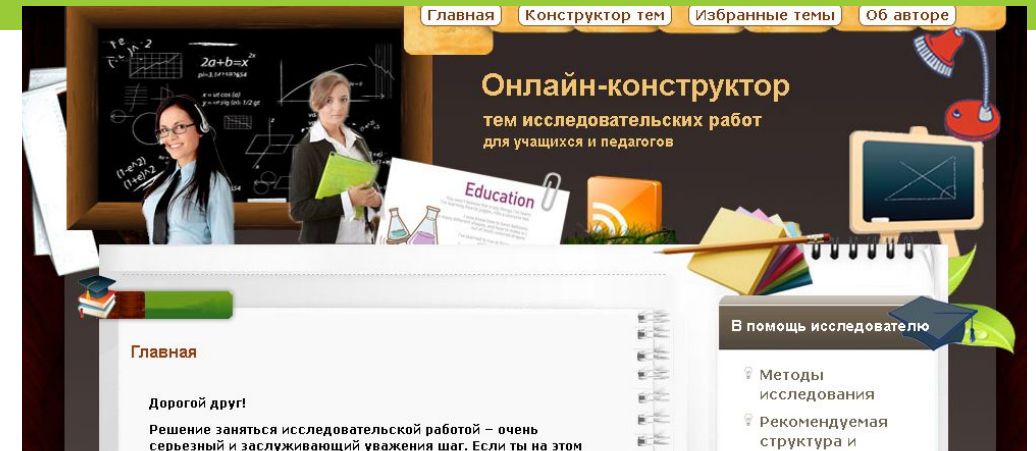 Главная
Конструктор тем
Избранные темы
Об авторе
2a+b=x
Онлайн-конструктор
тем исследовательских работ
для учащихся и педагогов
Education
В помощь исследователю
Главная
Методы
исследования
Дорогой друг!
Рекомендуемая
структура и
Решение заняться исследовательской работой – очень
серьезный и заслуживающий уважения шаг. Если ты на этом